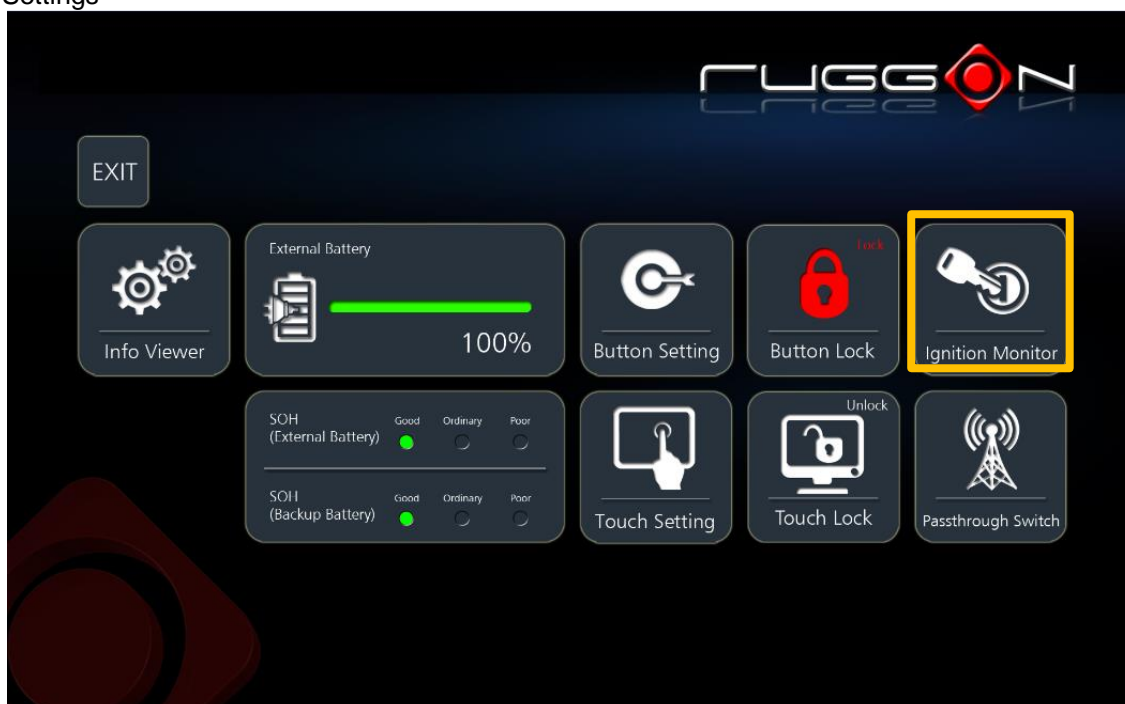 Settings
RUGGON
EXIT
Info Viewer
External Battery
100%
Button Setting
Lock
Button Lock
Ignition Monitor
SOH
(External Battery)
Good Ordinary Poor
SOH
(Backup Battery)
Good Ordinary Poor
Touch Setting
Unlock
Touch Lock
Passthrough Switch